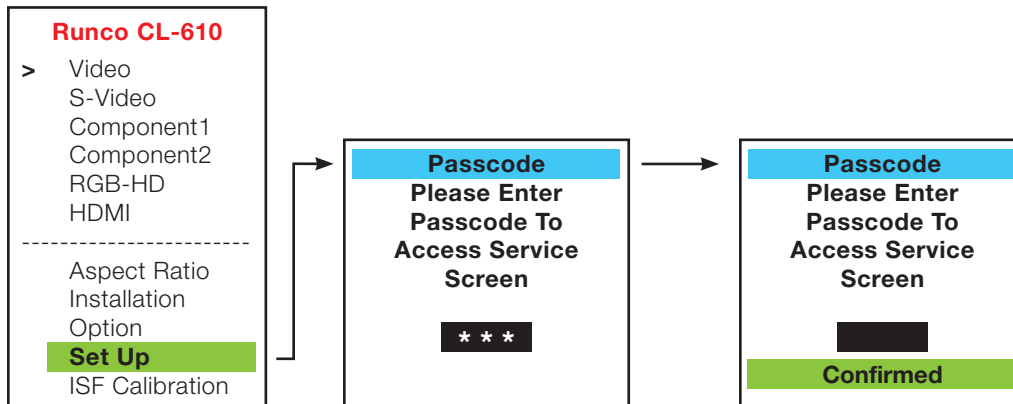 Runco CL-610
> Video
S-Video
Component1
Component2
RGB-HD
HDMI
-------------------------
Aspect Ratio
Installation
Option
Set Up
ISF Calibration
Passcode
Please Enter
Passcode To
Access Service
Screen
* * *
Passcode
Please Enter
Passcode To
Access Service
Screen
Confirmed